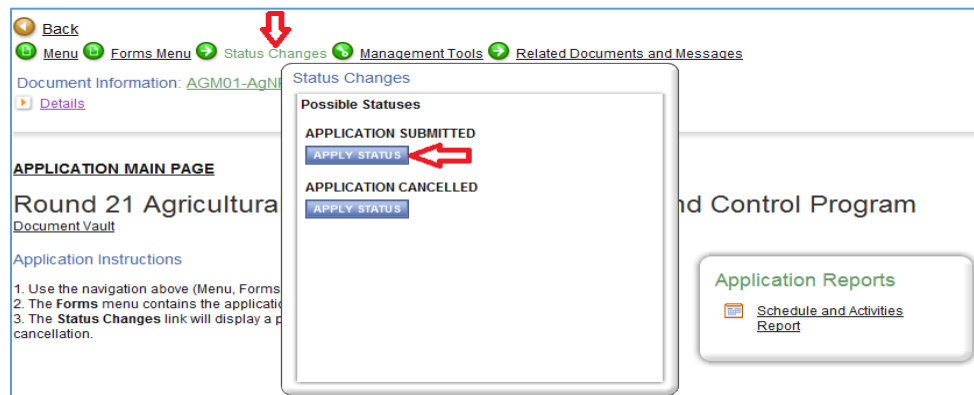 Back
Menu Forms Menu Status Changes Management Tools Related Documents and Messages
Document Information: AGM01-AgN
Details
Status Changes
Possible Statuses
APPLICATION SUBMITTED
APPLY STATUS
APPLICATION CANCELLED
APPLY STATUS
APPLICATION MAIN PAGE
Round 21 Agricultura nd Control Program
Document Vault
Application Instructions
1. Use the navigation above (Menu, Forms
2. The Forms menu contains the applicatio
3. The Status Changes link will display a p
cancellation.
Application Reports
Schedule and Activities
Report